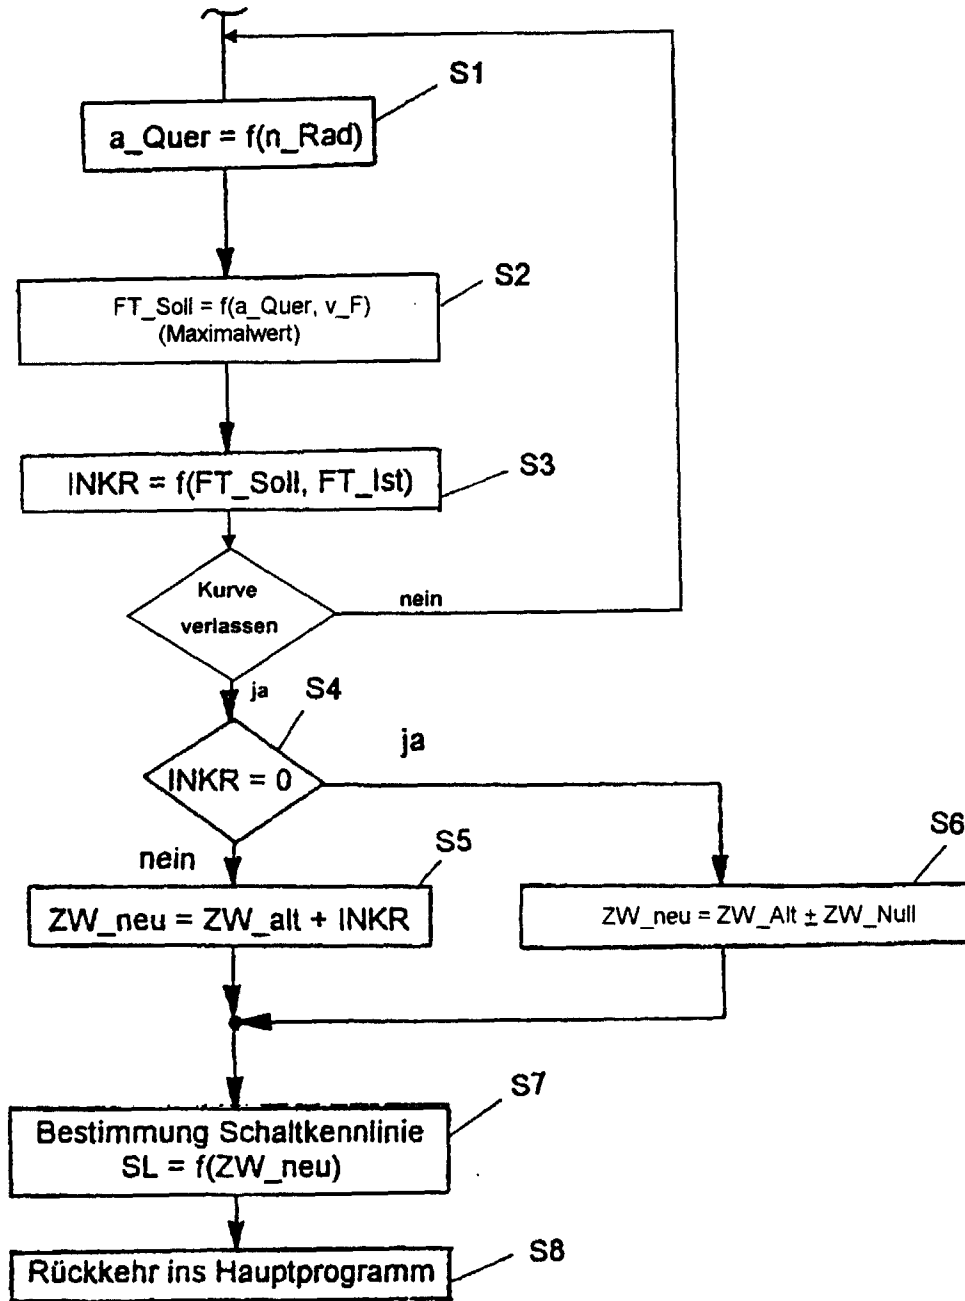 S1
a_Quer = f(n_Rad)
S2
FT_Soll = f(a_Quer, v_F)
(Maximalwert)
S3
INKR = f(FT_Soll, FT_Ist)
Kurve
verlassen
nein
ja
S4
ja
INKR = 0
nein
S5
ZW_neu = ZW_alt + INKR
S6
ZW_neu = ZW_Alt ± ZW_Null
S7
Bestimmung Schaltkennlinie
SL = f(ZW_neu)
S8
Rückkehr ins Hauptprogramm